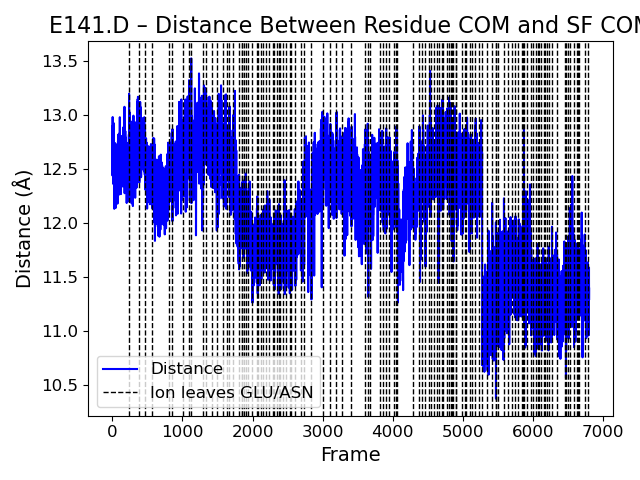 E141.D – Distance Between Residue COM and SF COM
Distance (Å)
13.5
13.0
12.5
12.0
11.5
11.0
10.5
Distance
Ion leaves GLU/ASN
0 1000 2000 3000 4000 5000 6000 7000
Frame